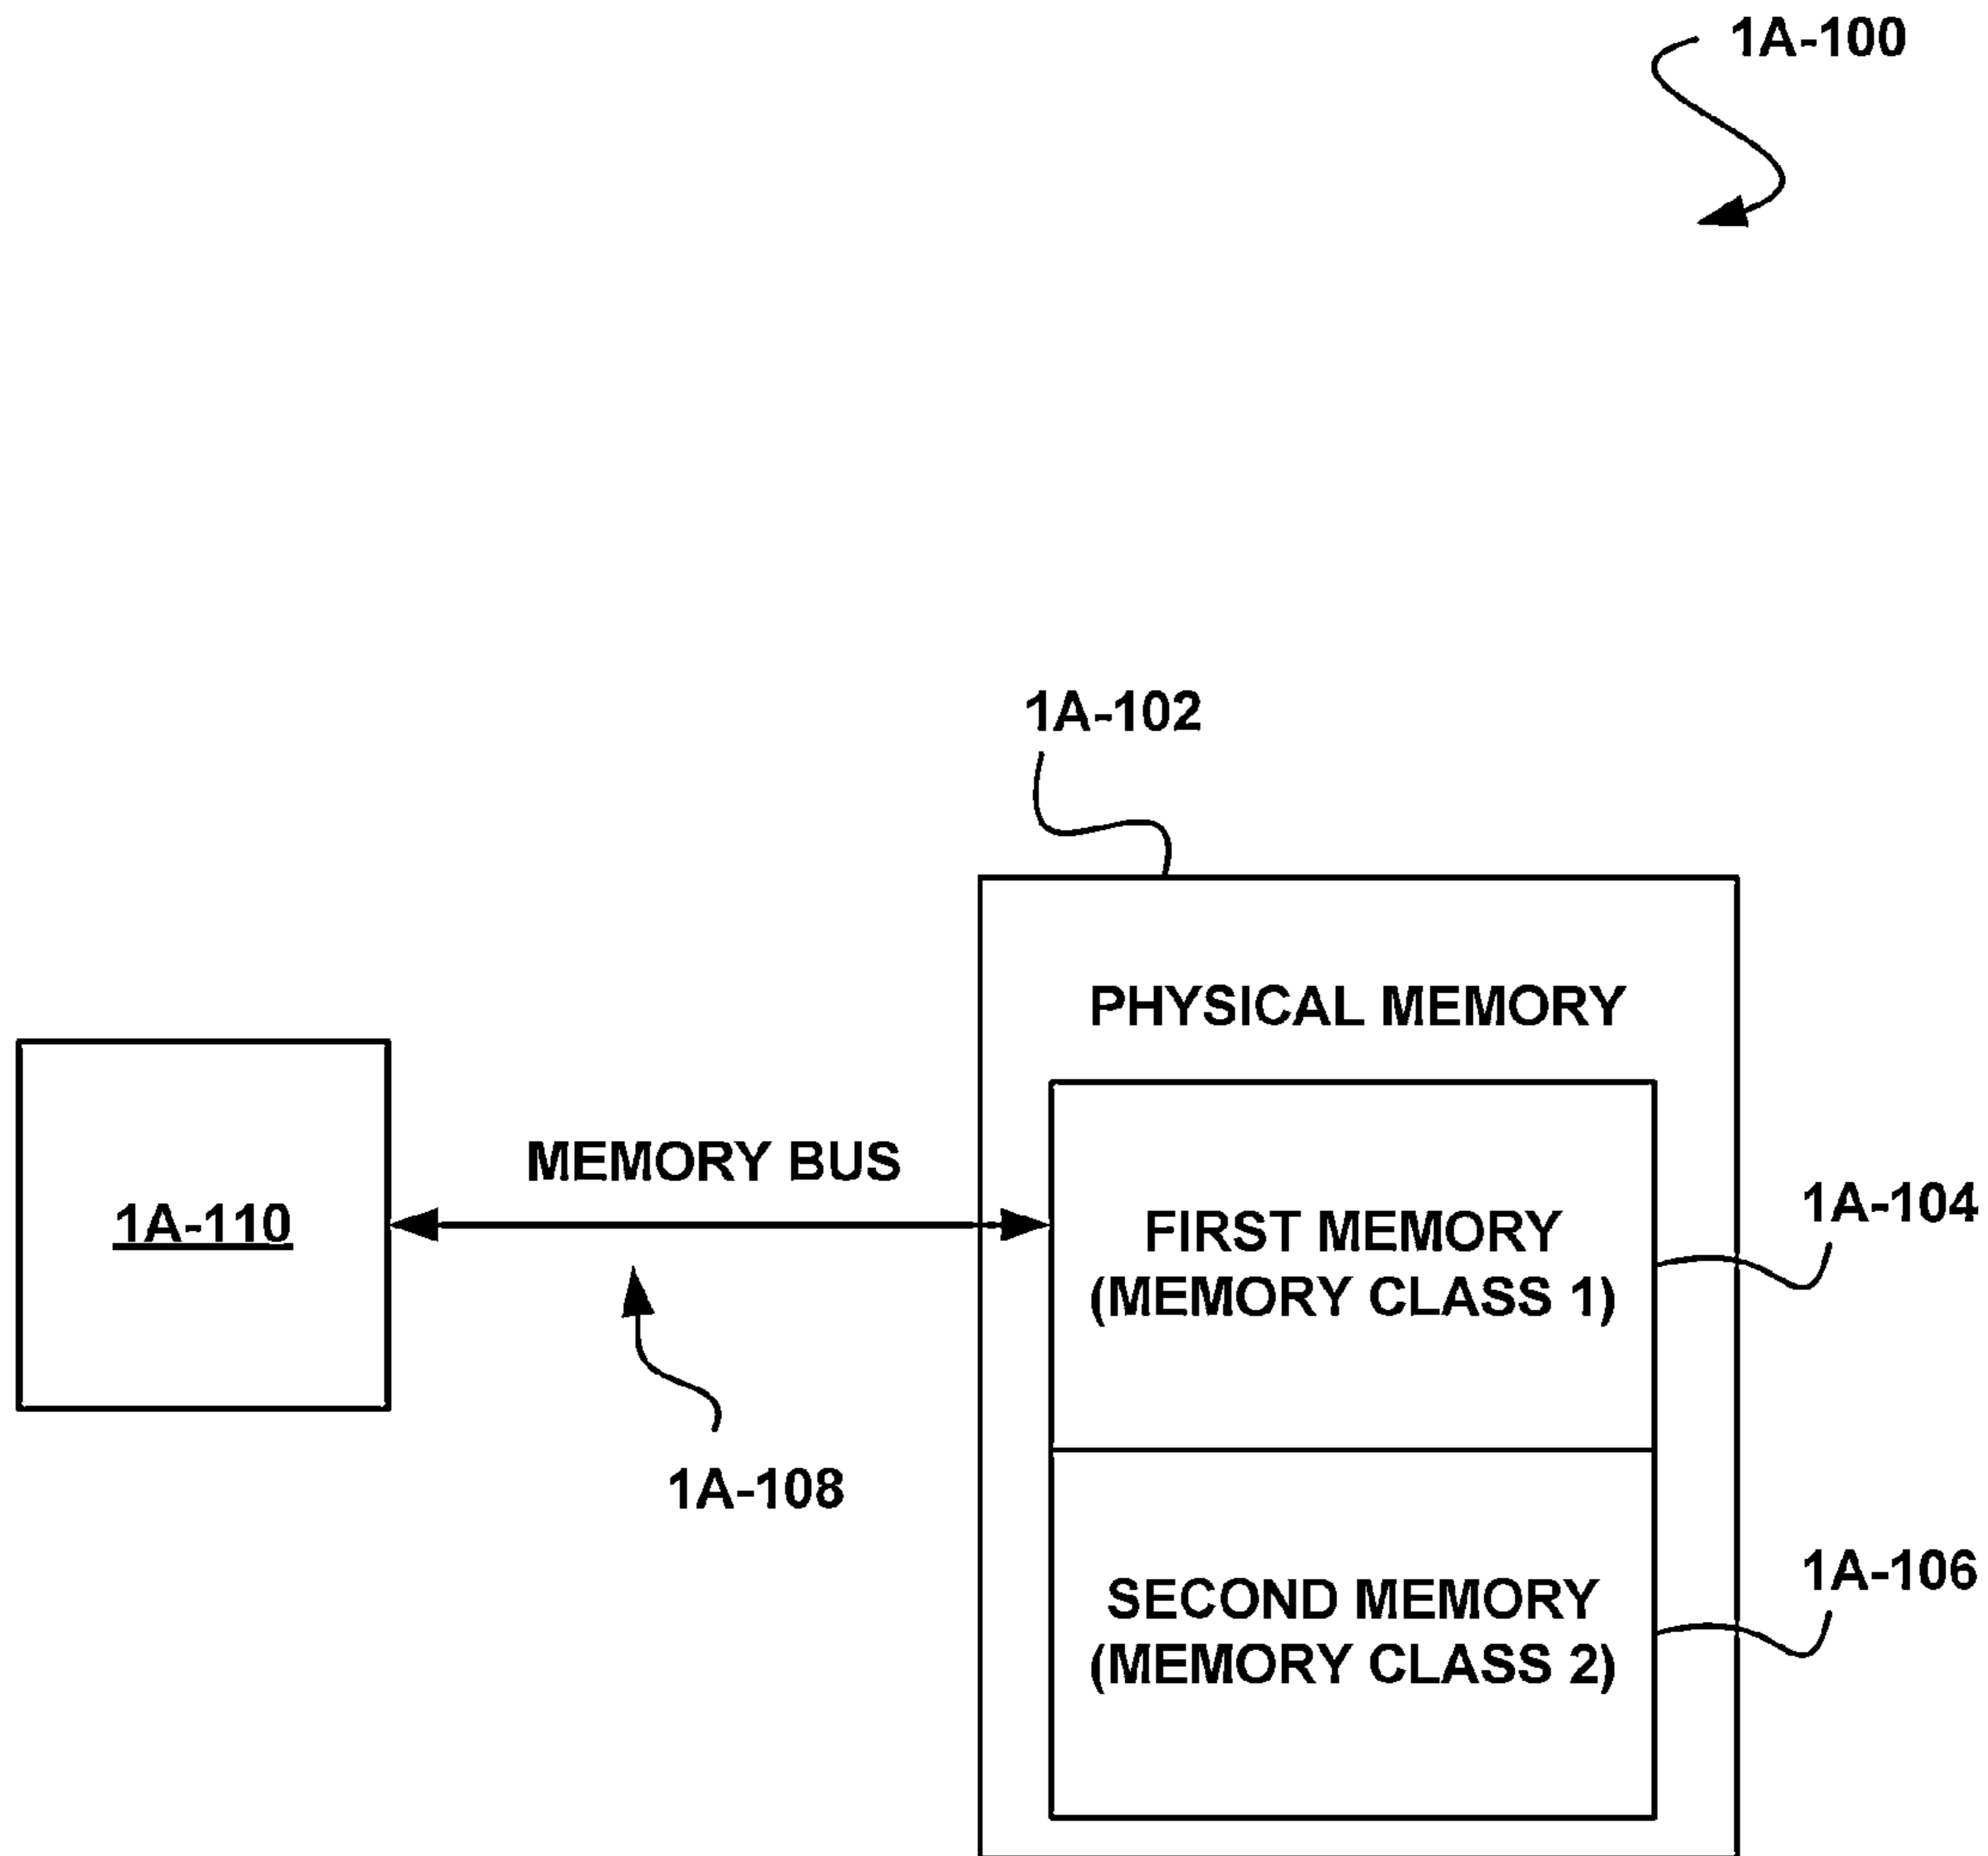 1A-100
1A-102
PHYSICAL MEMORY
MEMORY BUS
1A-110
FIRST MEMORY
(MEMORY CLASS 1)
1A-104
1A-108
SECOND MEMORY
(MEMORY CLASS 2)
1A-106